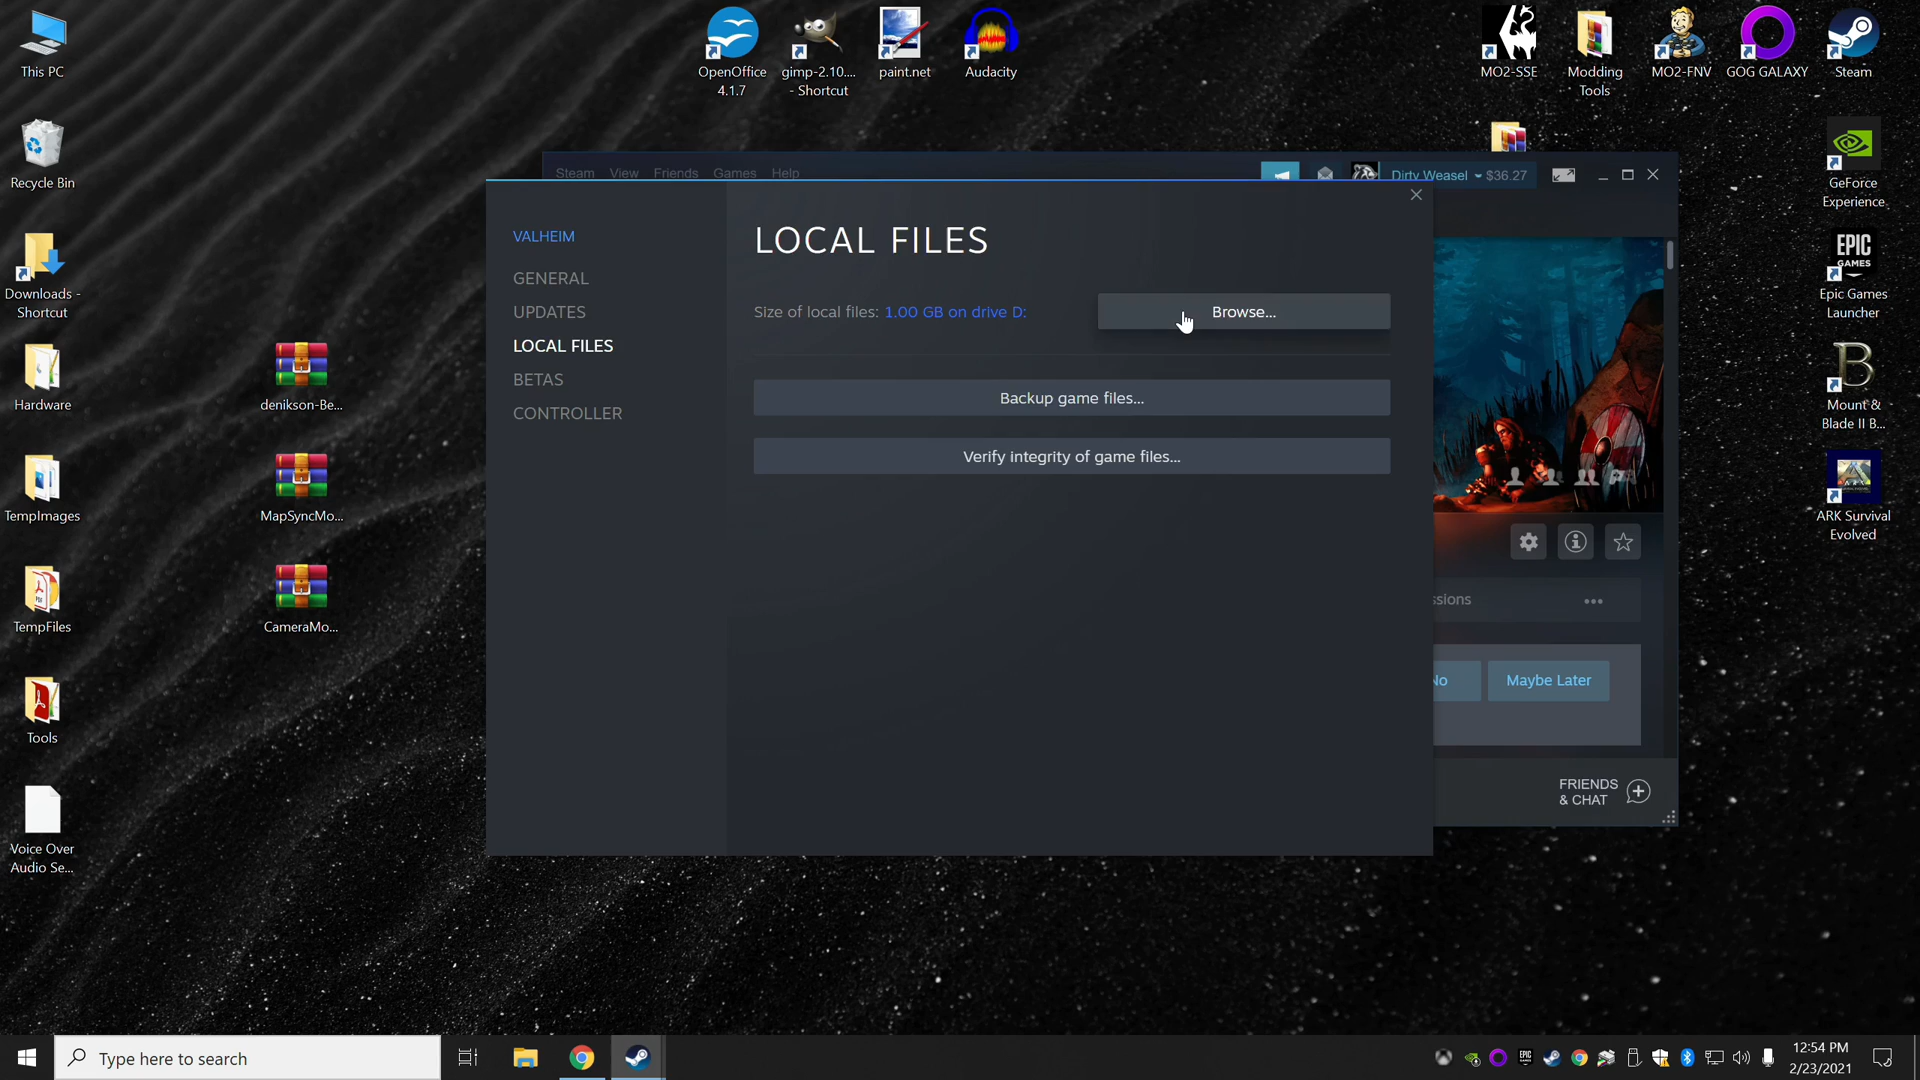 This PC
Recycle Bin
Downloads -
Shortcut
Hardware
TempImages
TempFiles
Tools
Voice Over
Audio Se...
denikson-Be...
MapSyncMo...
CameraMo...
OpenOffice
4.1.7
gimp-2.10....
- Shortcut
paint.net
Audacity
MO2-SSE
Modding
Tools
MO2-FNV
GOG GALAXY
Steam
GeForce
Experience
EPIC
GAMES
Epic Games
Launcher
Mount &
Blade II B...
ARK Survival
Evolved
Steam View Friends Games Help
Dirty Weasel $36.27
VALHEIM
GENERAL
UPDATES
LOCAL FILES
BETAS
CONTROLLER
LOCAL FILES
Size of local files: 1.00 GB on drive D:
Browse...
Backup game files...
Verify integrity of game files...
ssions
No
Maybe Later
FRIENDS
& CHAT
Type here to search
12:54 PM
2/23/2021